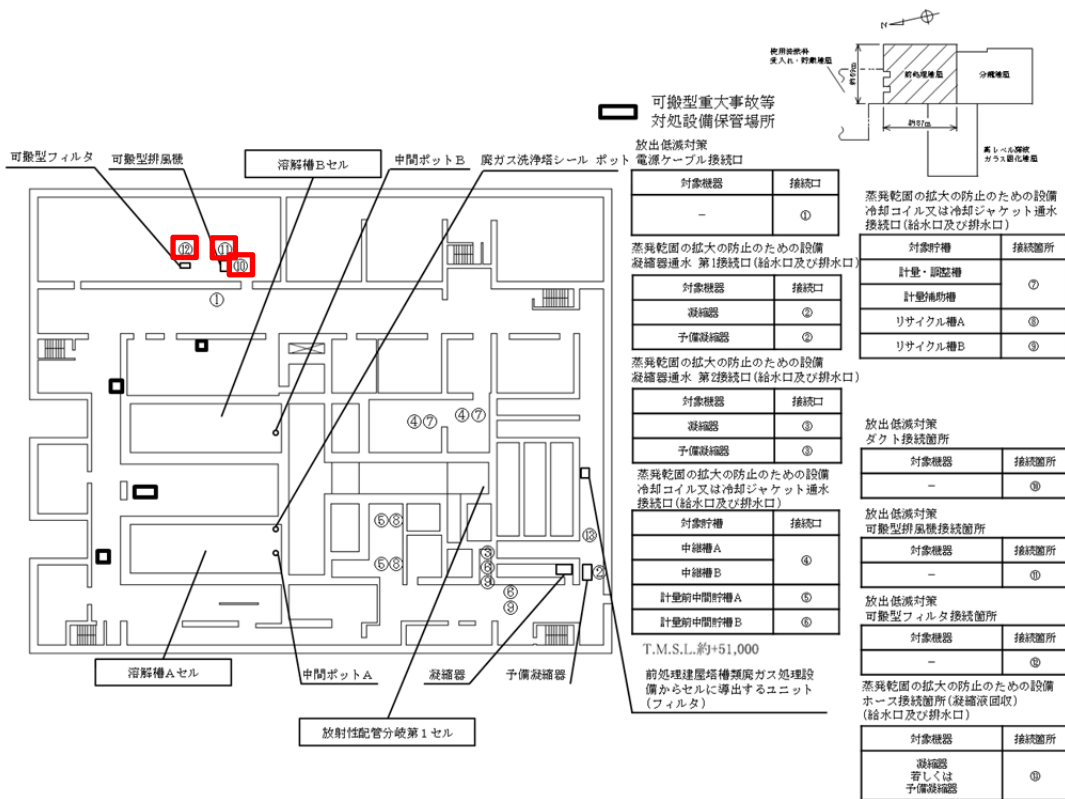 N
使用済燃料
受入れ・貯蔵建屋
前処理建屋
分離建屋
約69m
約87m
高レベル廃液
ガラス固化建屋
可搬型重大事故等
対処設備保管場所
可搬型フィルタ
可搬型排風機
溶解槽Bセル
中間ポットB
廃ガス洗浄塔シール ポット
⑫
⑪
⑩
①
④⑦
④⑦
⑤⑧
⑤⑧
③
⑥
⑨
⑥
⑨
⑬
②
溶解槽Aセル
中間ポットA
凝縮器
予備凝縮器
放射性配管分岐第1セル
放出低減対策
電源ケーブル接続口
対象機器 接続口
－ ①
蒸発乾固の拡大の防止のための設備
凝縮器通水 第1接続口(給水口及び排水口)
対象機器 接続口
凝縮器 ②
予備凝縮器 ②
蒸発乾固の拡大の防止のための設備
凝縮器通水 第2接続口(給水口及び排水口)
対象機器 接続口
凝縮器 ③
予備凝縮器 ③
蒸発乾固の拡大の防止のための設備
冷却コイル又は冷却ジャケット通水
接続口(給水口及び排水口)
対象貯槽 接続口
中継槽A ④
中継槽B
計量前中間貯槽A ⑤
計量前中間貯槽B ⑥
T.M.S.L.約+51,000
前処理建屋塔槽類廃ガス処理設
備からセルに導出するユニット
(フィルタ)
蒸発乾固の拡大の防止のための設備
冷却コイル又は冷却ジャケット通水
接続口(給水口及び排水口)
対象貯槽 接続箇所
計量・調整槽 ⑦
計量補助槽
リサイクル槽A ⑧
リサイクル槽B ⑨
放出低減対策
ダクト接続箇所
対象機器 接続箇所
－ ⑩
放出低減対策
可搬型排風機接続箇所
対象機器 接続箇所
－ ⑪
放出低減対策
可搬型フィルタ接続箇所
対象機器 接続箇所
－ ⑫
蒸発乾固の拡大の防止のための設備
ホース接続箇所(凝縮液回収)
(給水口及び排水口)
対象機器 接続箇所
凝縮器
若しくは
予備凝縮器 ⑬